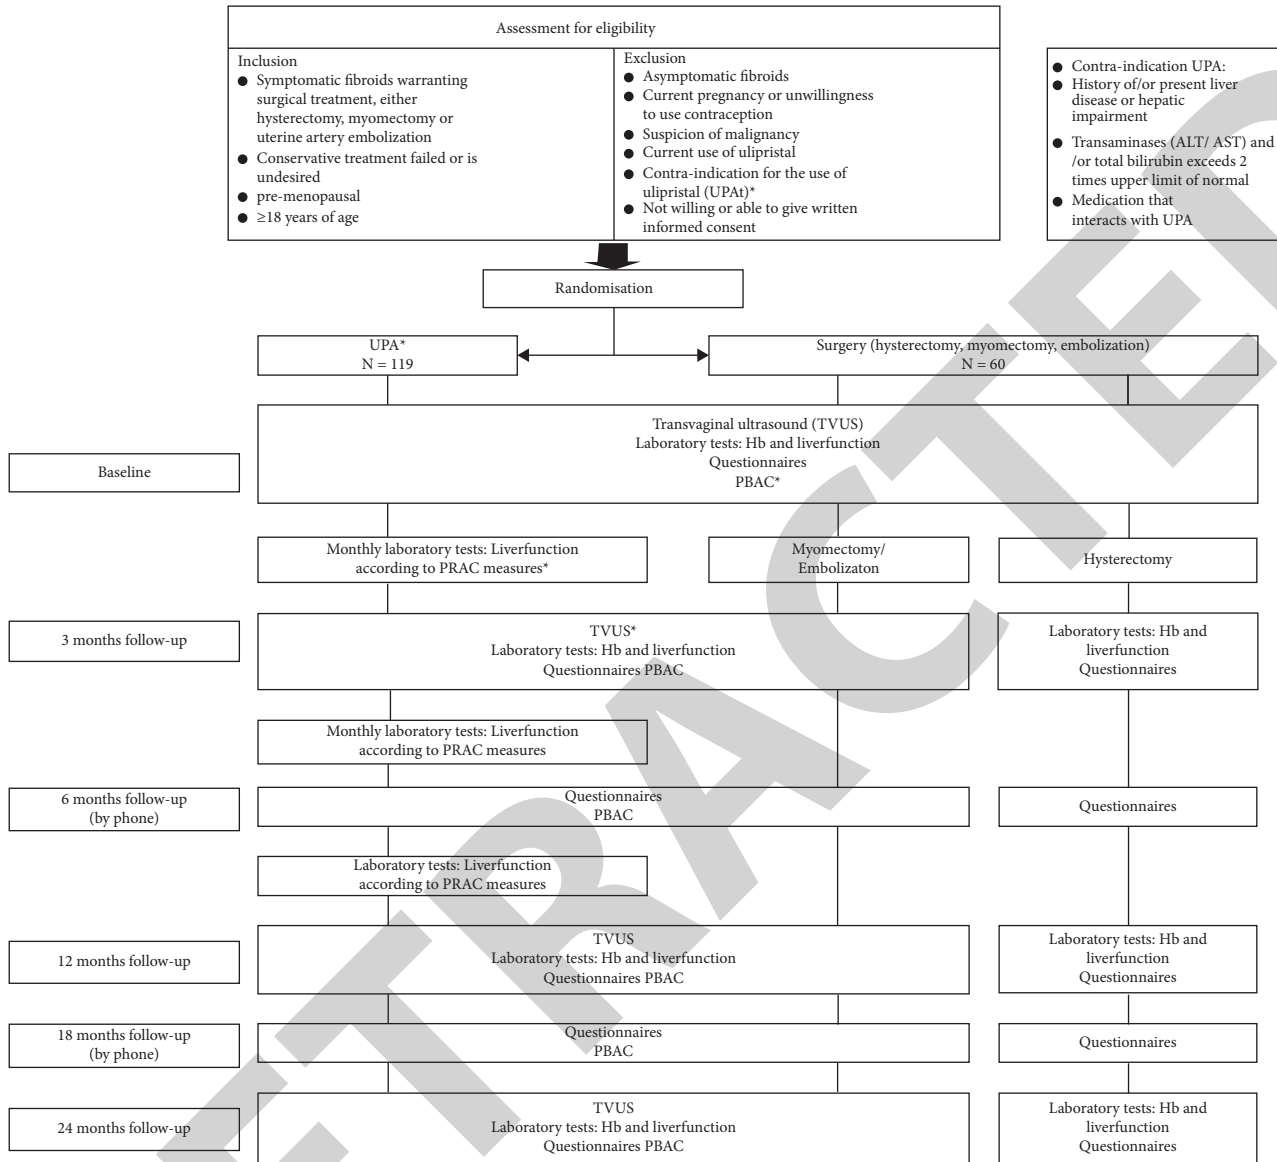 Assessment for eligibility
Inclusion
● Symptomatic fibroids warranting
surgical treatment, either
hysterectomy, myomectomy or
uterine artery embolization
● Conservative treatment failed or is
undesired
● pre-menopausal
● ≥18 years of age
Exclusion
● Asymptomatic fibroids
● Current pregnancy or unwillingness
to use contraception
● Suspicion of malignancy
● Current use of ulipristal
● Contra-indication for the use of
ulipristal (UPAt)*
● Not willing or able to give written
informed consent
● Contra-indication UPA:
● History of/or present liver
disease or hepatic
impairment
● Transaminases (ALT/ AST) and
/or total bilirubin exceeds 2
times upper limit of normal
● Medication that
interacts with UPA
Randomisation
UPA*
N = 119
Surgery (hysterectomy, myomectomy, embolization)
N = 60
Baseline
Transvaginal ultrasound (TVUS)
Laboratory tests: Hb and liverfunction
Questionnaires
PBAC*
Monthly laboratory tests: Liverfunction
according to PRAC measures*
Myomectomy/
Embolizaton
Hysterectomy
3 months follow-up
TVUS*
Laboratory tests: Hb and liverfunction
Questionnaires PBAC
Laboratory tests: Hb and
liverfunction
Questionnaires
Monthly laboratory tests: Liverfunction
according to PRAC measures
6 months follow-up
(by phone)
Questionnaires
PBAC
Questionnaires
Laboratory tests: Liverfunction
according to PRAC measures
12 months follow-up
TVUS
Laboratory tests: Hb and liverfunction
Questionnaires PBAC
Laboratory tests: Hb and
liverfunction
Questionnaires
18 months follow-up
(by phone)
Questionnaires
PBAC
Questionnaires
24 months follow-up
TVUS
Laboratory tests: Hb and liverfunction
Questionnaires PBAC
Laboratory tests: Hb and
liverfunction
Questionnaires
ETRACTED